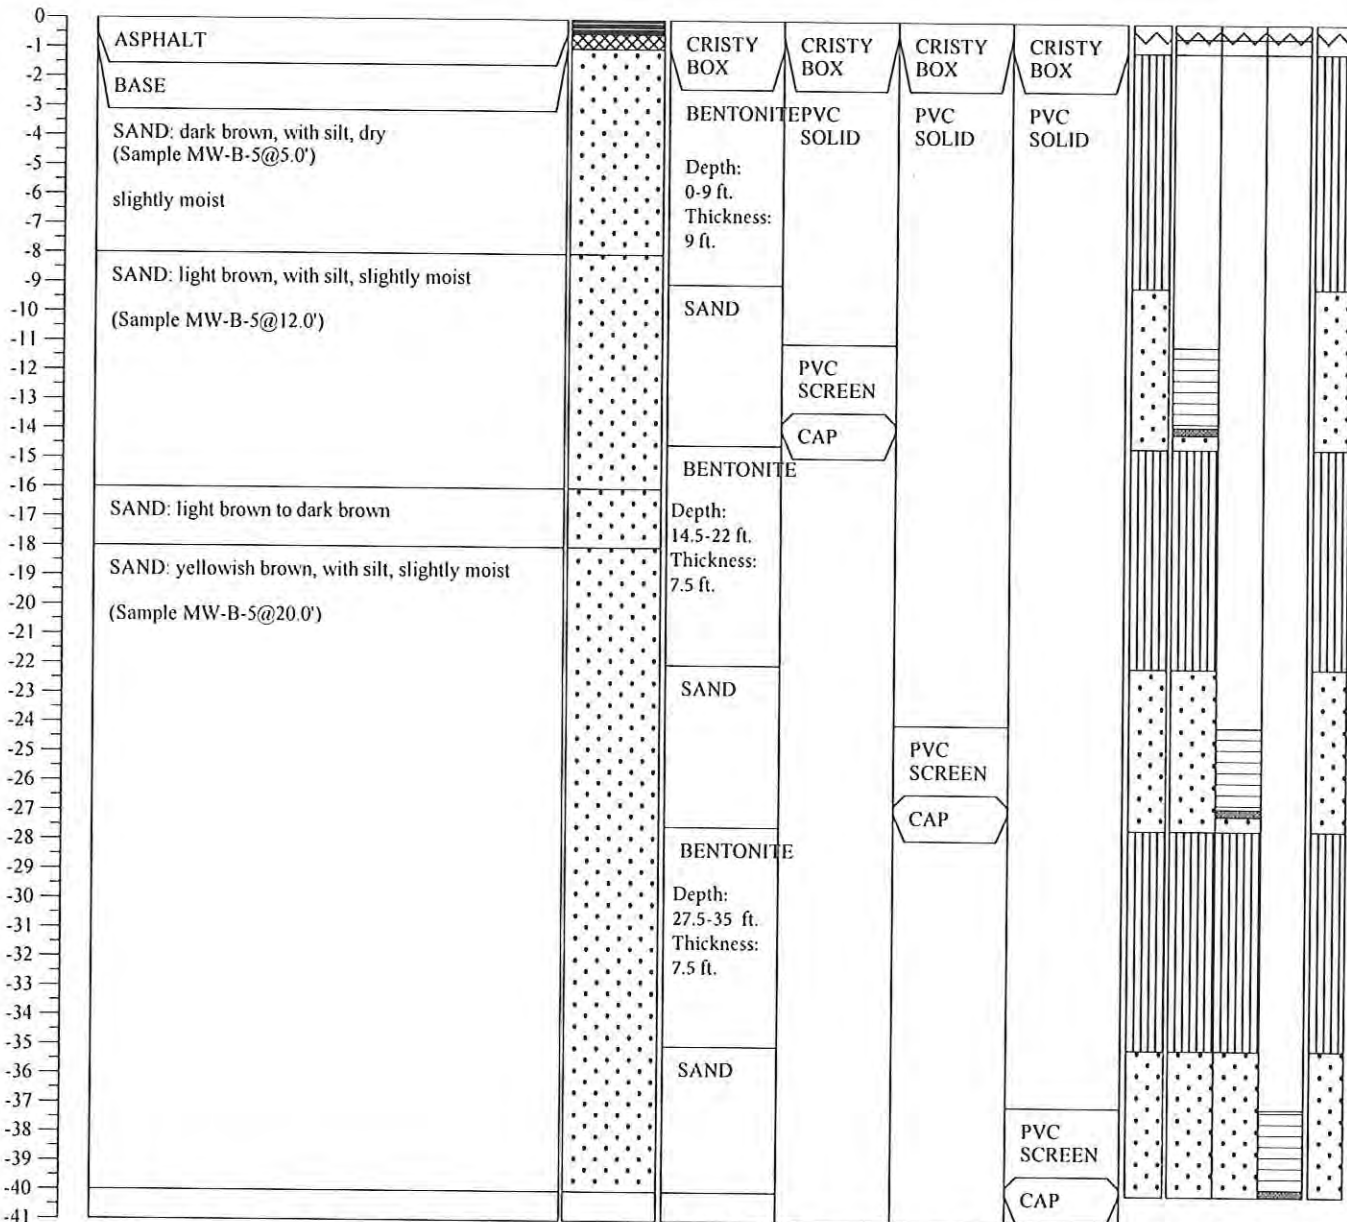 0
-1
-2
-3
-4
-5
-6
-7
-8
-9
-10
-11
-12
-13
-14
-15
-16
-17
-18
-19
-20
-21
-22
-23
-24
-25
-26
-27
-28
-29
-30
-31
-32
-33
-34
-35
-36
-37
-38
-39
-40
-41
ASPHALT
BASE
SAND: dark brown, with silt, dry
(Sample MW-B-5@5.0')
slightly moist
SAND: light brown, with silt, slightly moist
(Sample MW-B-5@12.0')
SAND: light brown to dark brown
SAND: yellowish brown, with silt, slightly moist
(Sample MW-B-5@20.0')
CRISTY
BOX
BENTONITE
Depth:
0-9 ft.
Thickness:
9 ft.
SAND
BENTONITE
Depth:
14.5-22 ft.
Thickness:
7.5 ft.
SAND
BENTONITE
Depth:
27.5-35 ft.
Thickness:
7.5 ft.
SAND
CRISTY
BOX
PVC
SOLID
PVC
SCREEN
CAP
CRISTY
BOX
PVC
SOLID
PVC
SCREEN
CAP
CRISTY
BOX
PVC
SOLID
PVC
SCREEN
CAP